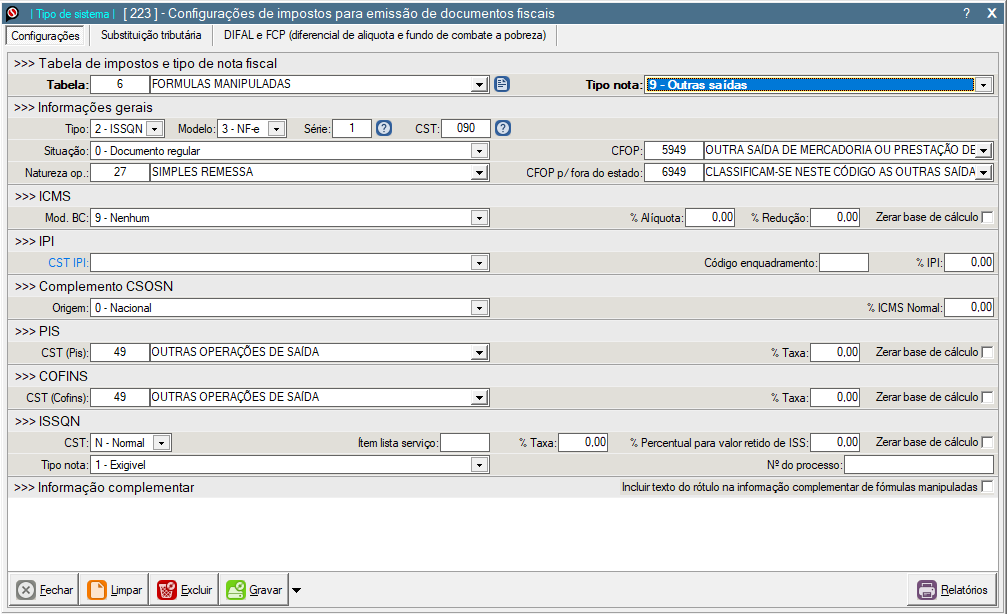 | Tipo de sistema | [ 223 ] - Configurações de impostos para emissão de documentos fiscais ? X
Configurações Substituição tributária DIFAL e FCP (diferencial de aliquota e fundo de combate a pobreza)
>>> Tabela de impostos e tipo de nota fiscal
Tabela: 6 FORMULAS MANIPULADAS Tipo nota: 9 - Outras saídas
>>> Informações gerais
Tipo: 2 - ISSQN Modelo: 3 - NF-e Série: 1 ? CST: 090 ?
Situação: 0 - Documento regular CFOP: 5949 OUTRA SAÍDA DE MERCADORIA OU PRESTAÇÃO DE
Natureza op.: 27 SIMPLES REMESSA CFOP p/ fora do estado: 6949 CLASSIFICAM-SE NESTE CÓDIGO AS OUTRAS SAÍDA
>>> ICMS
Mod. BC: 9 - Nenhum % Alíquota: 0,00 % Redução: 0,00 Zerar base de cálculo
>>> IPI
CST IPI: Código enquadramento: % IPI: 0,00
>>> Complemento CSOSN
Origem: 0 - Nacional % ICMS Normal: 0,00
>>> PIS
CST (Pis): 49 OUTRAS OPERAÇÕES DE SAÍDA % Taxa: 0,00 Zerar base de cálculo
>>> COFINS
CST (Cofins): 49 OUTRAS OPERAÇÕES DE SAÍDA % Taxa: 0,00 Zerar base de cálculo
>>> ISSQN
CST: N - Normal Ítem lista serviço: % Taxa: 0,00 % Percentual para valor retido de ISS: 0,00 Zerar base de cálculo
Tipo nota: 1 - Exigivel Nº do processo:
>>> Informação complementar Incluir texto do rótulo na informação complementar de fórmulas manipuladas
Fechar Limpar Excluir Gravar Relatórios